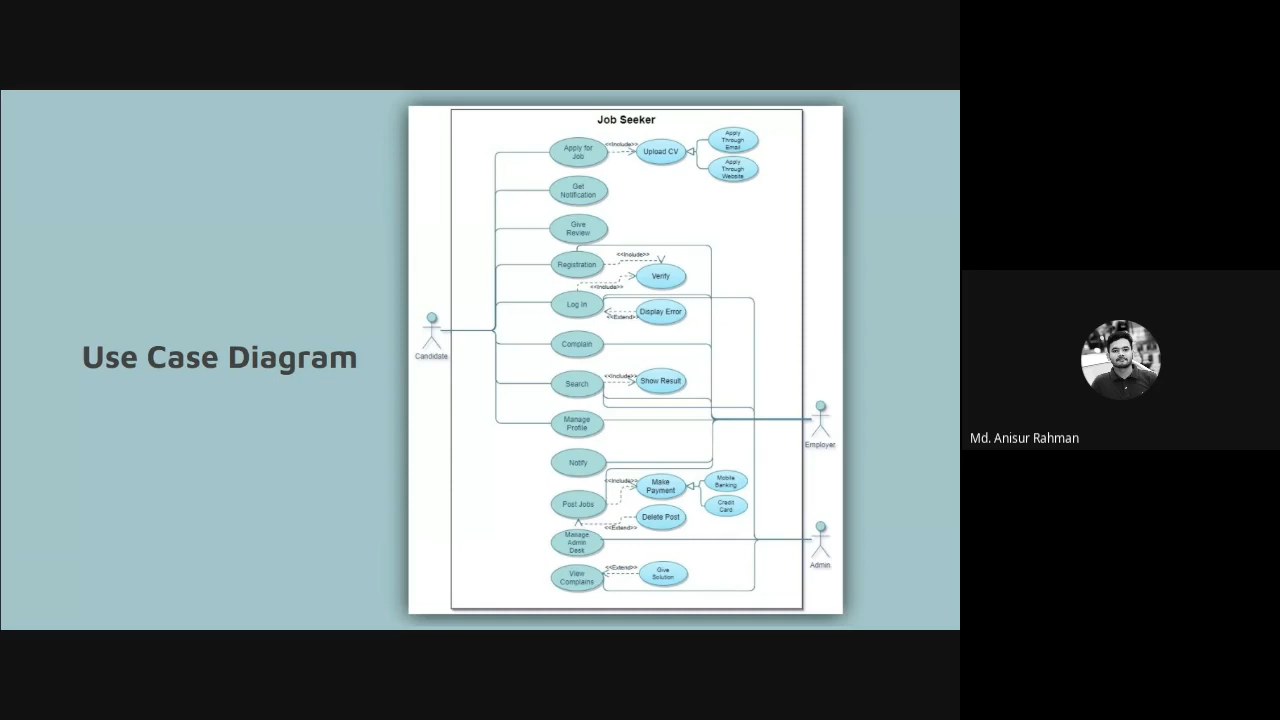 Use Case Diagram
Job Seeker
Apply for
Job
<<Include>>
Upload CV
Apply
Through
Email
Apply
Through
Website
Get
Notification
Give
Review
Registration
<<Include>>
Verify
<<Include>>
Log In
Display Error
<<Extend>>
Candidate
Complain
Search
<<Include>>
Show Result
Manage
Profile
Employer
Notify
Post Jobs
<<Include>>
Make
Payment
Mobile
Banking
Credit
Card
Delete Post
<<Extend>>
Manage
Admin
Desk
Admin
View
Complains
<<Extend>>
Give
Solution
Md. Anisur Rahman